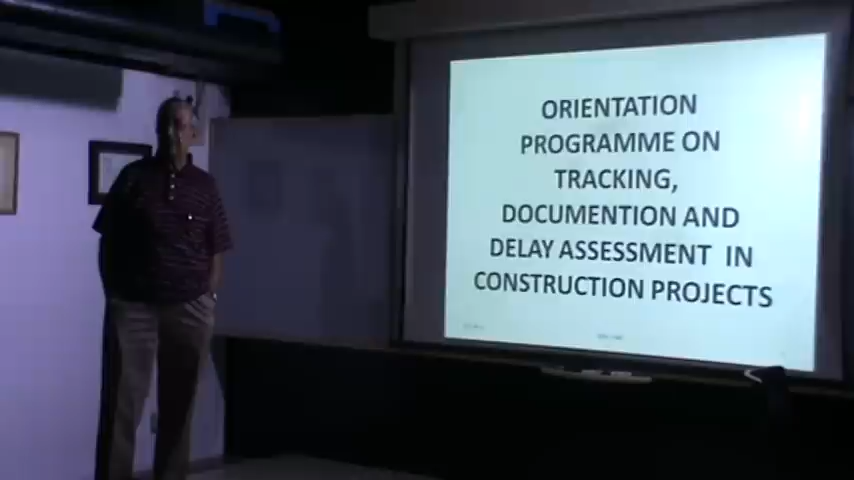 ORIENTATION
PROGRAMME ON
TRACKING,
DOCUMENTION AND
DELAY ASSESSMENT IN
CONSTRUCTION PROJECTS